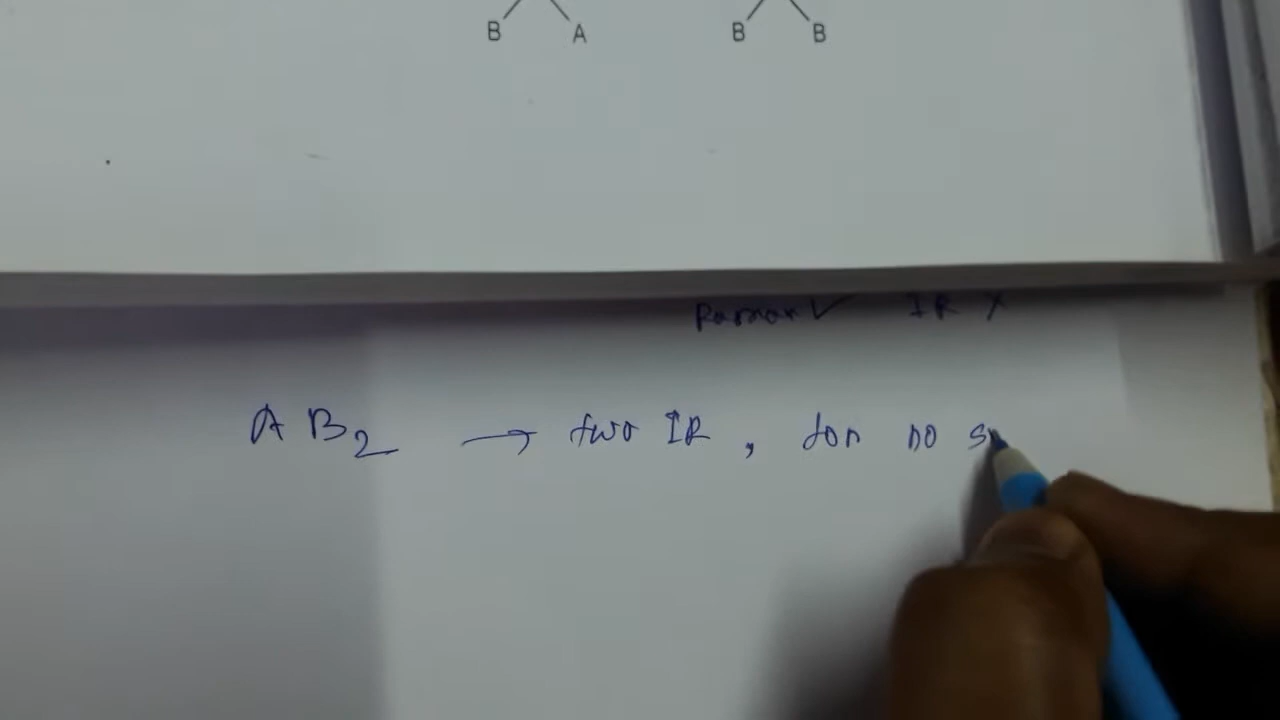 B A B B
Raman ✓ IR X
A B₂ → two IR , for no s